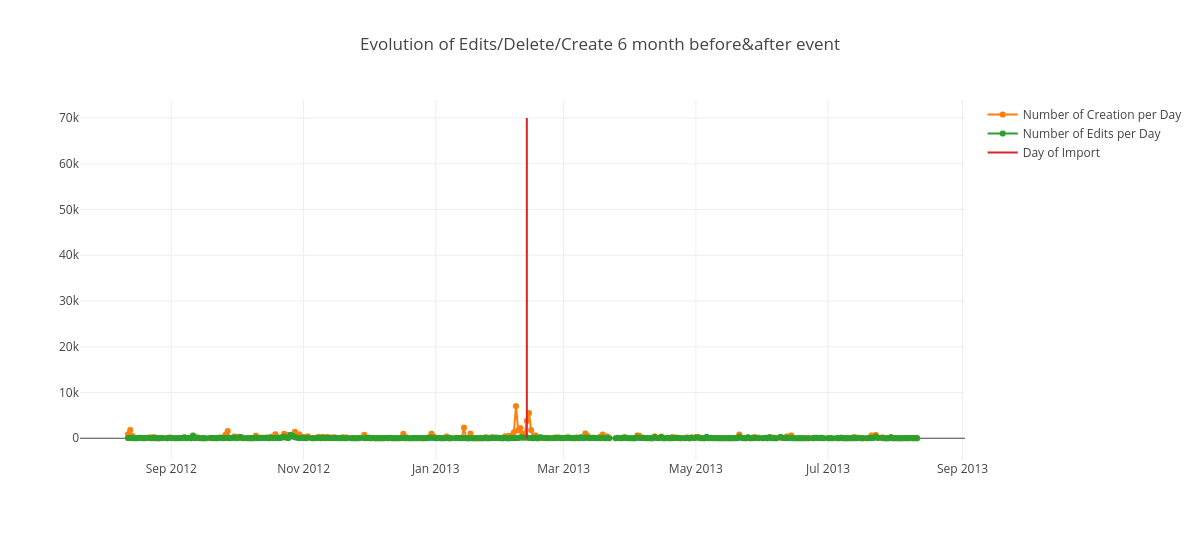 Evolution of Edits/Delete/Create 6 month before&after event
70k
60k
50k
40k
30k
20k
10k
0
Sep 2012
Nov 2012
Jan 2013
Mar 2013
May 2013
Jul 2013
Sep 2013
Number of Creation per Day
Number of Edits per Day
Day of Import